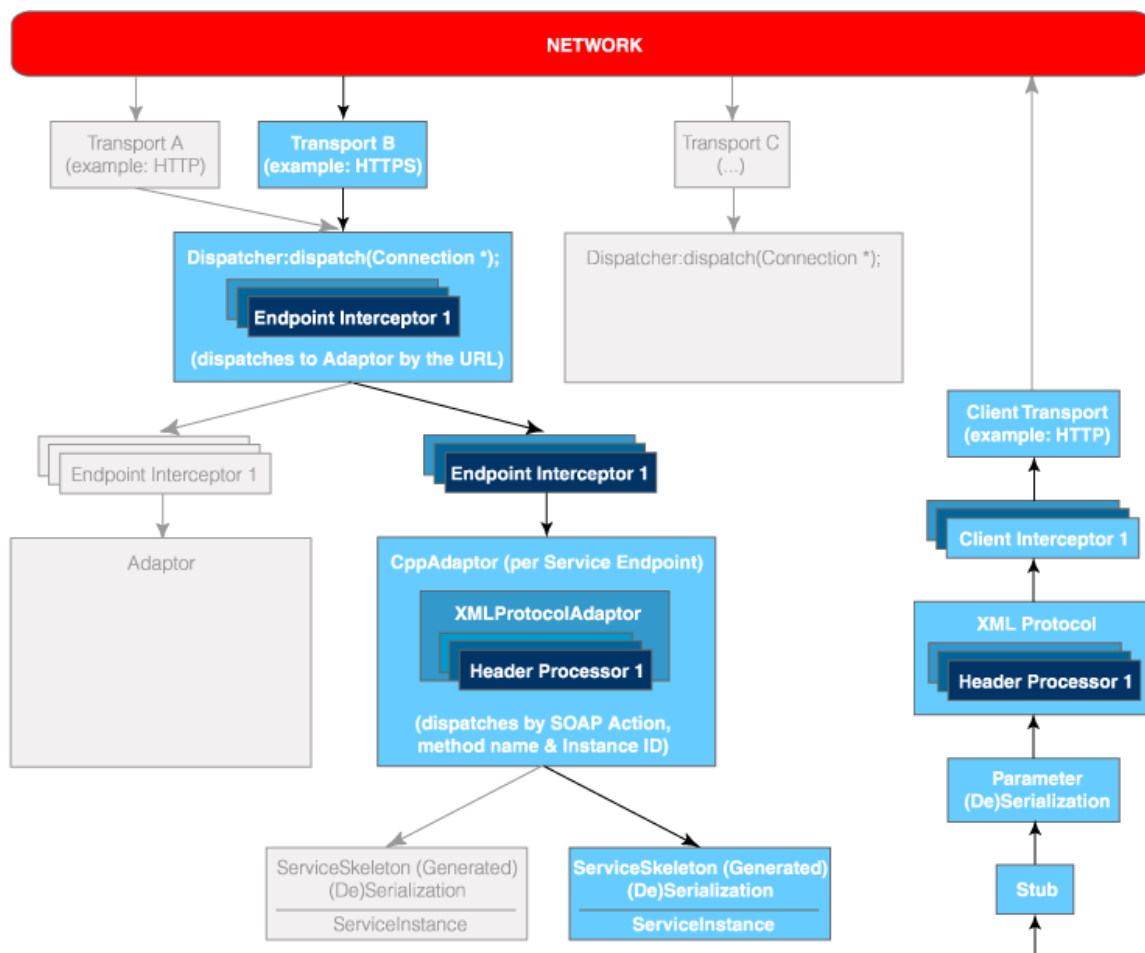 NETWORK
Transport A
(example: HTTP)
Transport B
(example: HTTPS)
Transport C
(...)
Dispatcher:dispatch(Connection *);
Endpoint Interceptor 1
(dispatches to Adaptor by the URL)
Dispatcher:dispatch(Connection *);
Endpoint Interceptor 1
Endpoint Interceptor 1
Adaptor
CppAdaptor (per Service Endpoint)
XMLProtocolAdaptor
Header Processor 1
(dispatches by SOAP Action,
method name & Instance ID)
ServiceSkeleton (Generated)
(De)Serialization
ServiceInstance
ServiceSkeleton (Generated)
(De)Serialization
ServiceInstance
Client Transport
(example: HTTP)
Client Interceptor 1
XML Protocol
Header Processor 1
Parameter
(De)Serialization
Stub